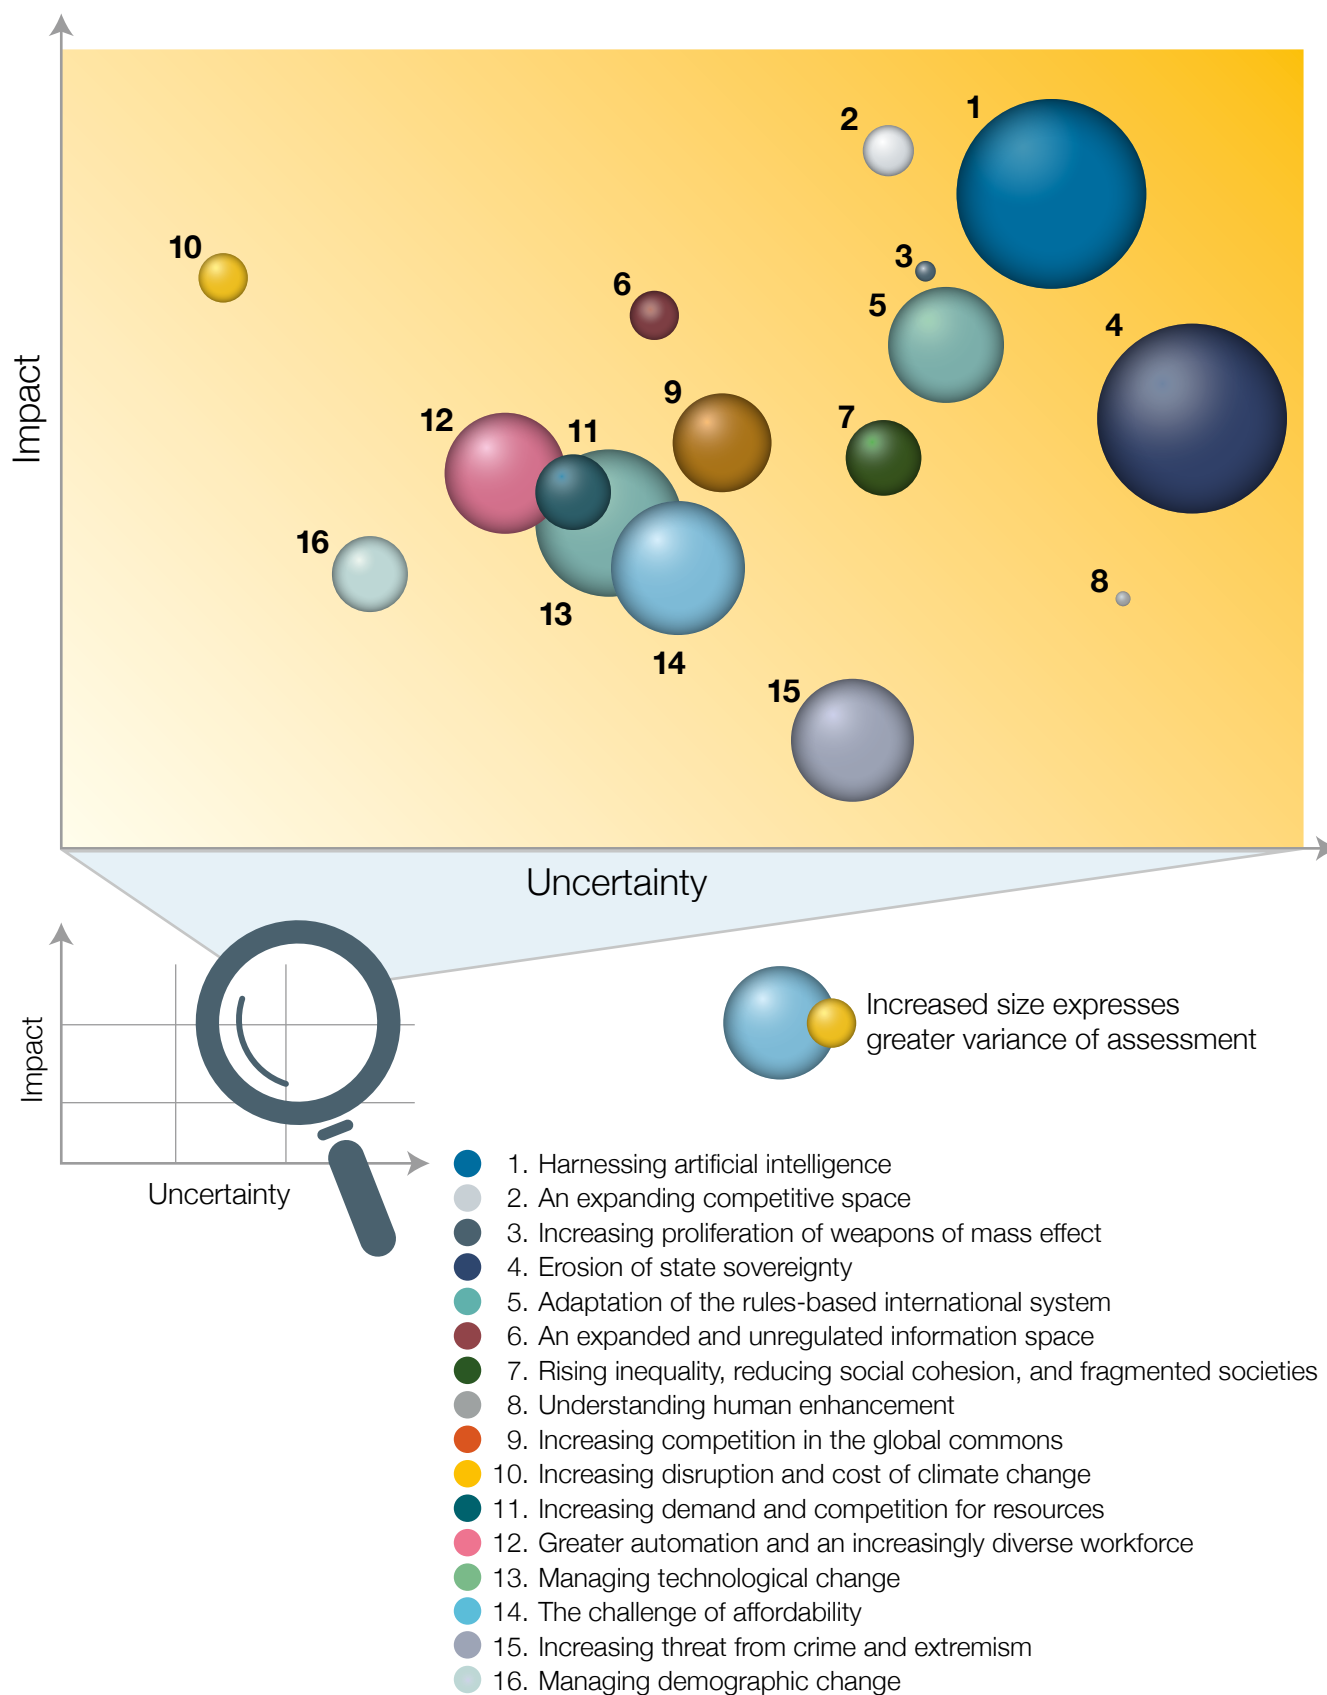 2
1
10
3
6
5
4
9
7
12
11
16
8
13
14
15
Impact
Uncertainty
Impact
Uncertainty
Increased size expresses
greater variance of assessment
1. Harnessing artificial intelligence
2. An expanding competitive space
3. Increasing proliferation of weapons of mass effect
4. Erosion of state sovereignty
5. Adaptation of the rules-based international system
6. An expanded and unregulated information space
7. Rising inequality, reducing social cohesion, and fragmented societies
8. Understanding human enhancement
9. Increasing competition in the global commons
10. Increasing disruption and cost of climate change
11. Increasing demand and competition for resources
12. Greater automation and an increasingly diverse workforce
13. Managing technological change
14. The challenge of affordability
15. Increasing threat from crime and extremism
16. Managing demographic change